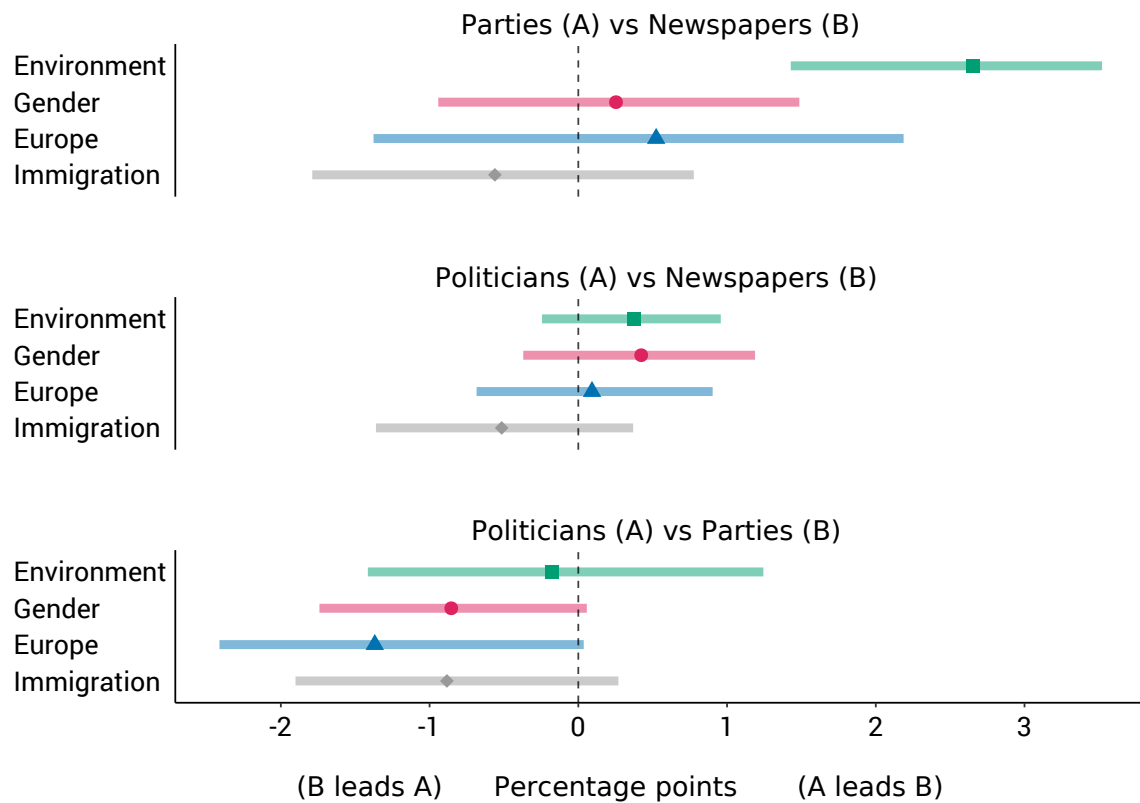 Parties (A) vs Newspapers (B)
Environment
Gender
Europe
Immigration
Politicians (A) vs Newspapers (B)
Environment
Gender
Europe
Immigration
Politicians (A) vs Parties (B)
Environment
Gender
Europe
Immigration
-2 -1 0 1 2 3
(B leads A) Percentage points (A leads B)